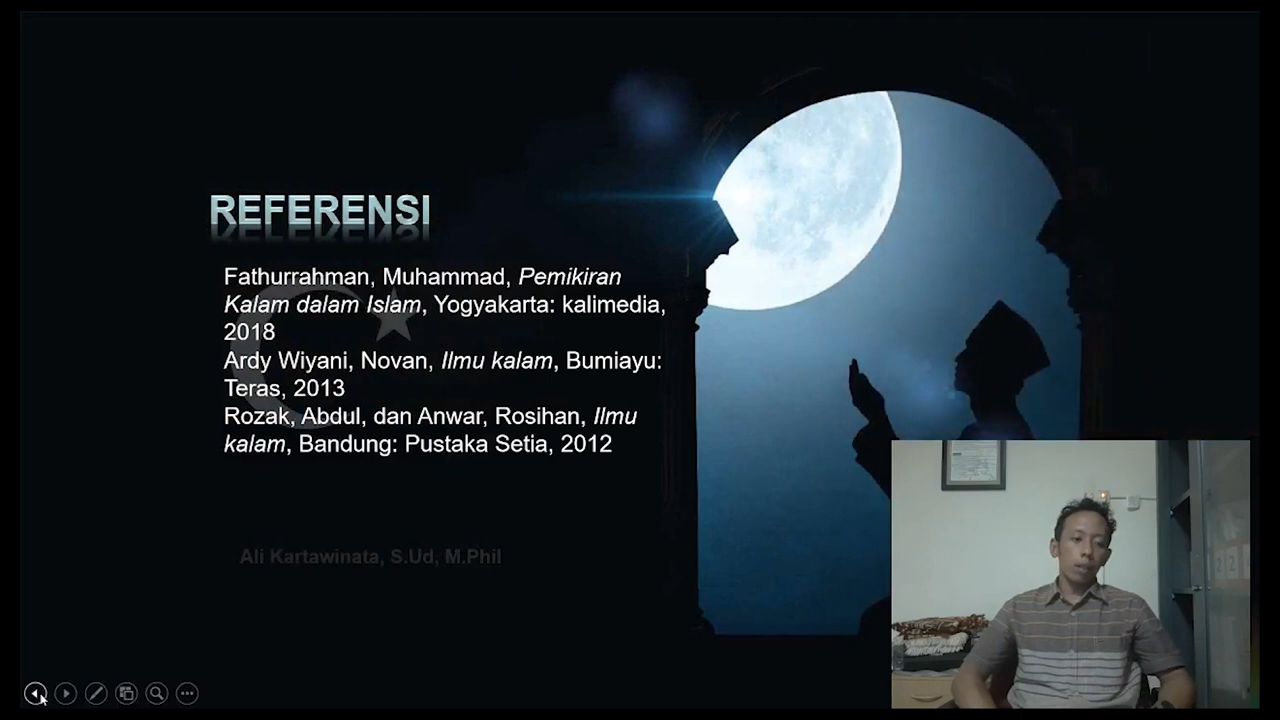 REFERENSI
Fathurrahman, Muhammad, Pemikiran
Kalam dalam Islam, Yogyakarta: kalimedia,
2018
Ardy Wiyani, Novan, Ilmu kalam, Bumiayu:
Teras, 2013
Rozak, Abdul, dan Anwar, Rosihan, Ilmu
kalam, Bandung: Pustaka Setia, 2012
Ali Kartawinata, S.Ud, M.Phil